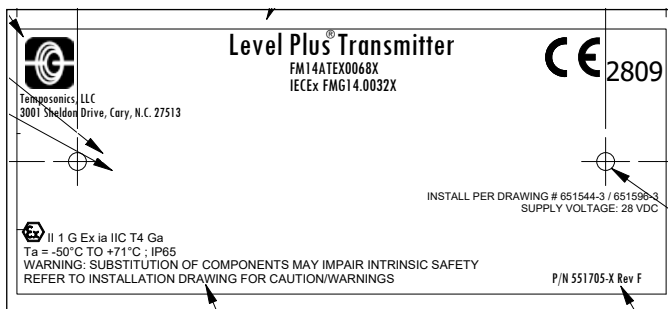 Level Plus® Transmitter
FM14ATEX0068X
IECEx FMG14.0032X
CE 2809
Temposonics, LLC
3001 Sheldon Drive, Cary, N.C. 27513
INSTALL PER DRAWING # 651544-3 / 651596-3
SUPPLY VOLTAGE: 28 VDC
Ex II 1 G Ex ia IIC T4 Ga
Ta = -50°C TO +71°C ; IP65
WARNING: SUBSTITUTION OF COMPONENTS MAY IMPAIR INTRINSIC SAFETY
REFER TO INSTALLATION DRAWING FOR CAUTION/WARNINGS
P/N 551705-X Rev F